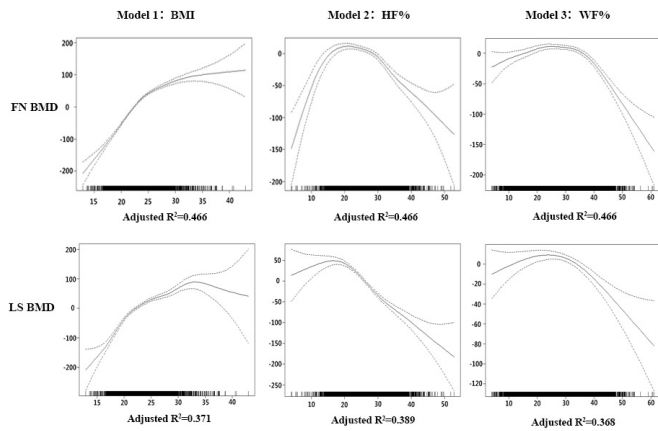 Model 1: BMI Model 2: HF% Model 3: WF%
FN BMD
200
100
0
-100
-200
15 20 25 30 35 40
Adjusted R²=0.466
0
-50
-100
-150
-200
10 20 30 40 50
Adjusted R²=0.466
0
-50
-100
-150
-200
10 20 30 40 50 60
Adjusted R²=0.466
LS BMD
200
100
0
-100
-200
15 20 25 30 35 40
Adjusted R²=0.371
50
0
-50
-100
-150
-200
-250
0 10 20 30 40 50
Adjusted R²=0.389
0
-20
-40
-60
-80
-100
-120
10 20 30 40 50 60
Adjusted R²=0.368